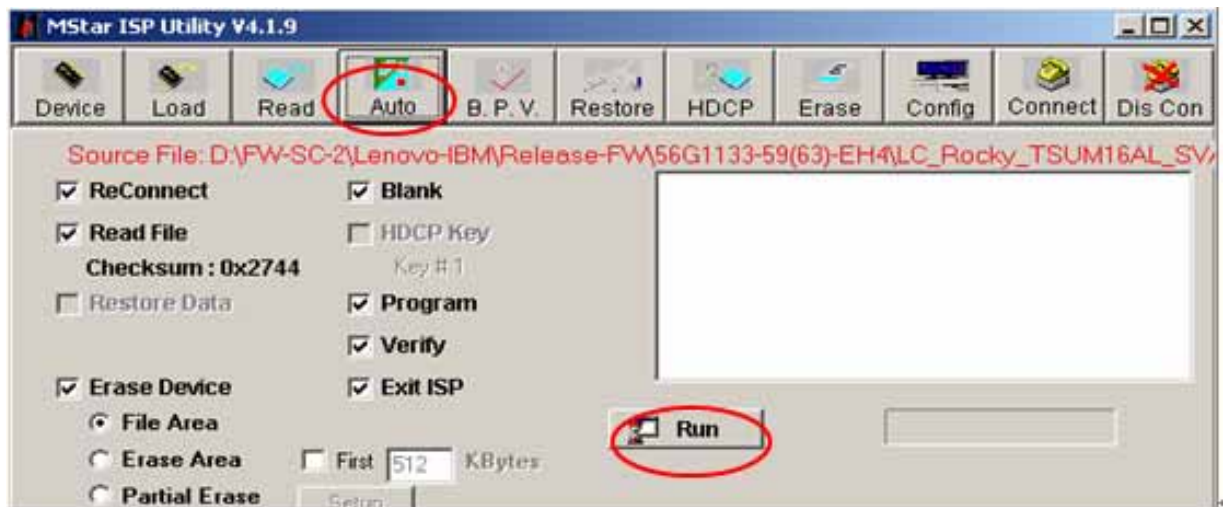 MStar ISP Utility V4.1.9
Device Load Read Auto B. P. V. Restore HDCP Erase Config Connect Dis Con
Source File: D:\FW-SC-2\Lenovo-IBM\Release-FW\56G1133-59(63)-EH4\LC_Rocky_TSUM16AL_SV
ReConnect Blank
Read File HDCP Key
Checksum : 0x2744 Key # 1
Restore Data Program
Verify
Erase Device Exit ISP
File Area Run
Erase Area First 512 KBytes
Partial Erase Setup